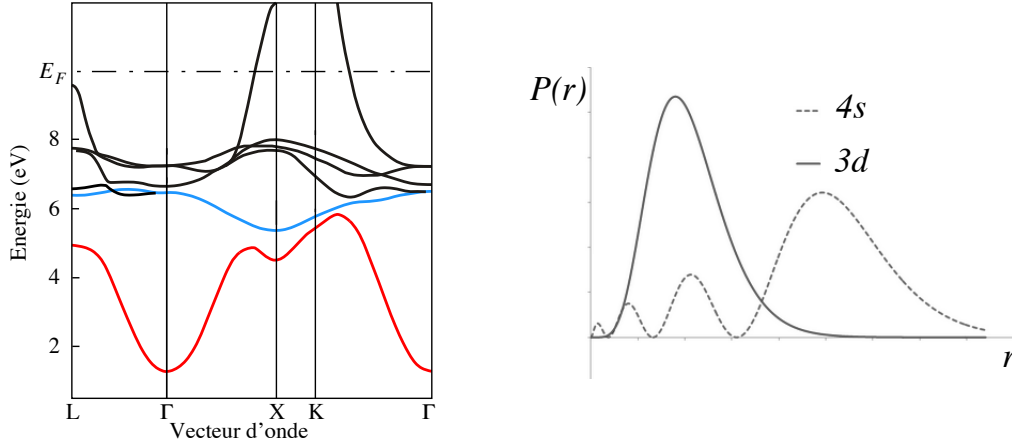 E_F
8
6
4
2
Energie (eV)
L Γ X K Γ
Vecteur d'onde
P(r)
4s
3d
r